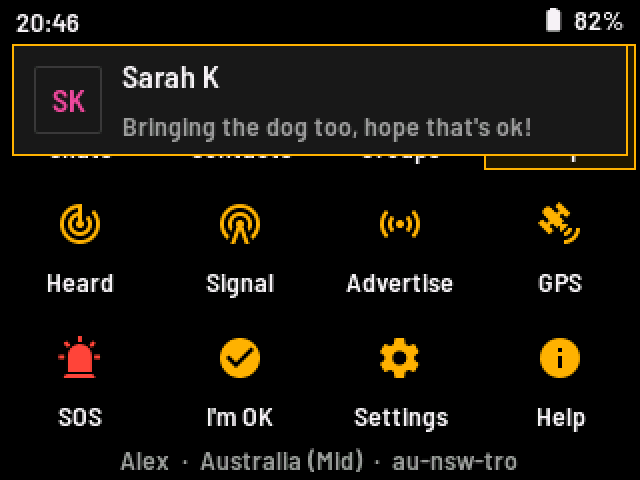 20:46
82%
SK
Sarah K
Bringing the dog too, hope that's ok!
Heard
Signal
Advertise
GPS
SOS
I'm OK
Settings
Help
Alex · Australia (Mid) · au-nsw-tro